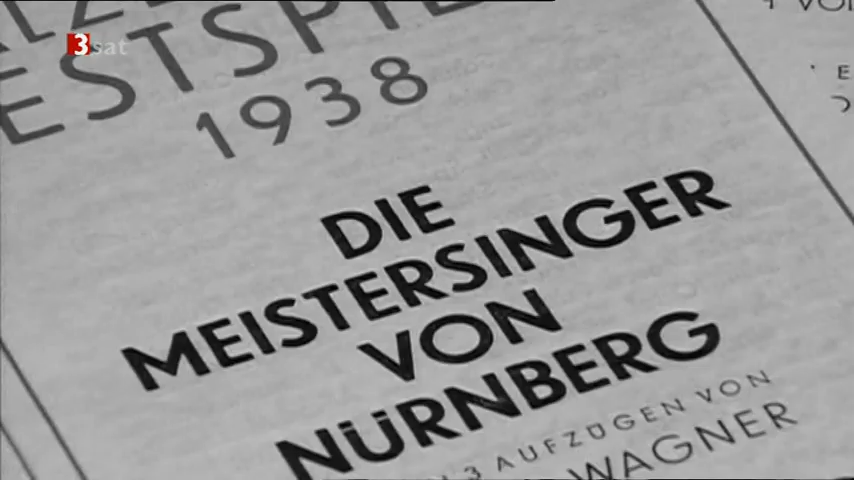 3sat
ESTSPIE
1938
DIE
MEISTERSINGER
VON
NÜRNBERG
3 AUFZÜGEN VON
WAGNER